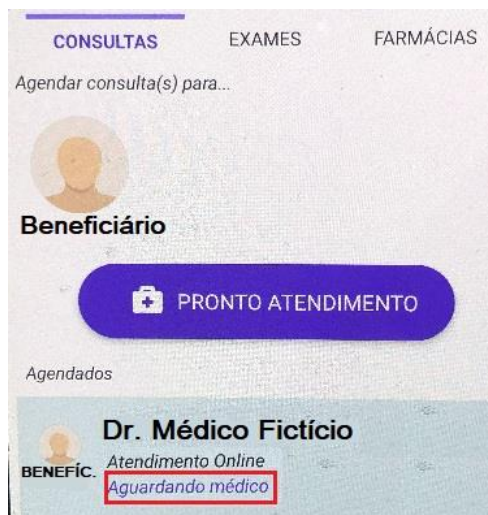 CONSULTAS EXAMES FARMÁCIAS
Agendar consulta(s) para...
Beneficiário
PRONTO ATENDIMENTO
Agendados
Dr. Médico Fictício
BENEFÍC. Atendimento Online
Aguardando médico